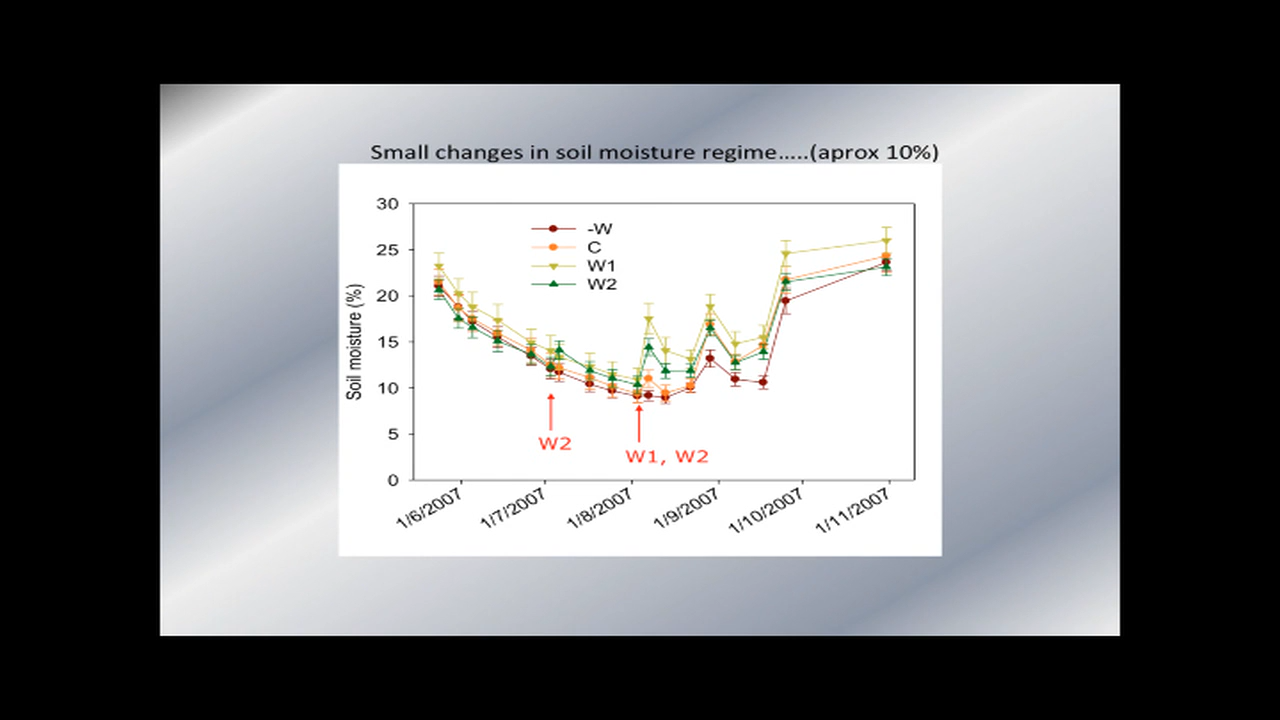 Small changes in soil moisture regime.....(aprox 10%)
30
25
20
15
10
5
0
Soil moisture (%)
-W
C
W1
W2
W2
W1, W2
1/6/2007
1/7/2007
1/8/2007
1/9/2007
1/10/2007
1/11/2007